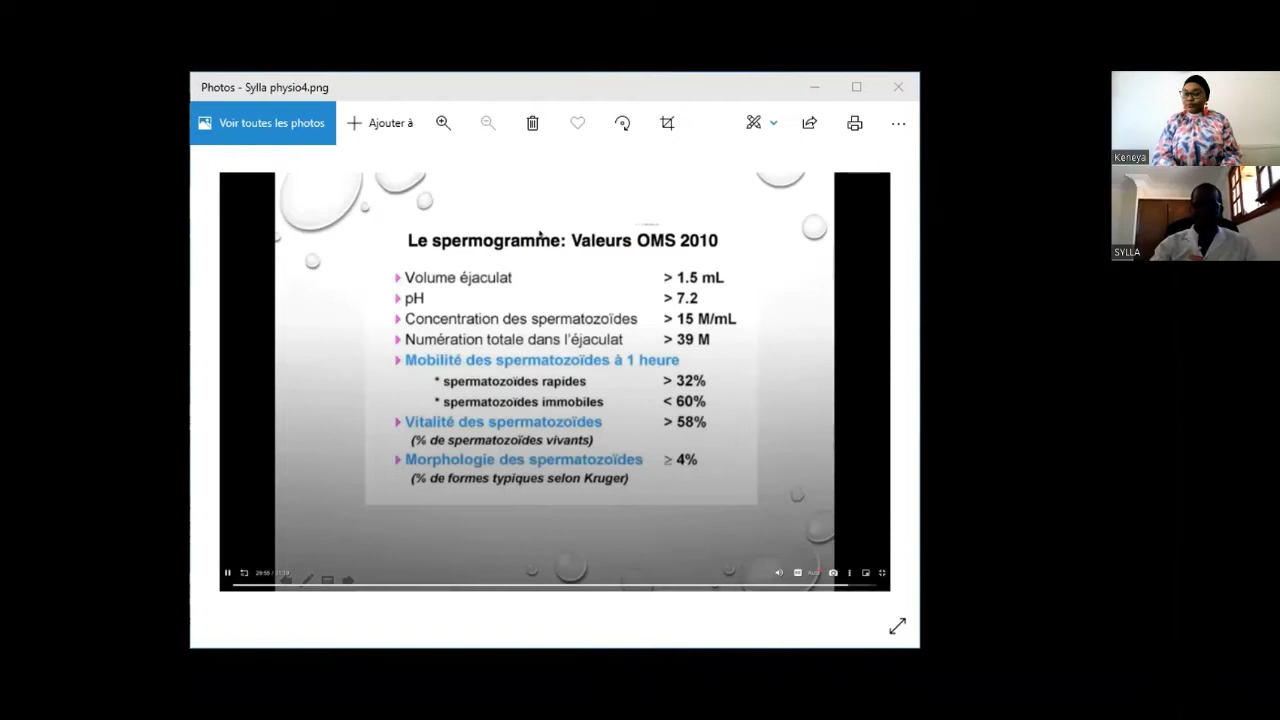 Photos - Sylla physio4.png
Voir toutes les photos
Ajouter à
Le spermogramme: Valeurs OMS 2010
Volume éjaculat > 1.5 mL
pH > 7.2
Concentration des spermatozoïdes > 15 M/mL
Numération totale dans l'éjaculat > 39 M
Mobilité des spermatozoïdes à 1 heure
* spermatozoïdes rapides > 32%
* spermatozoïdes immobiles < 60%
Vitalité des spermatozoïdes > 58%
(% de spermatozoïdes vivants)
Morphologie des spermatozoïdes ≥ 4%
(% de formes typiques selon Kruger)
Keneya
SYLLA